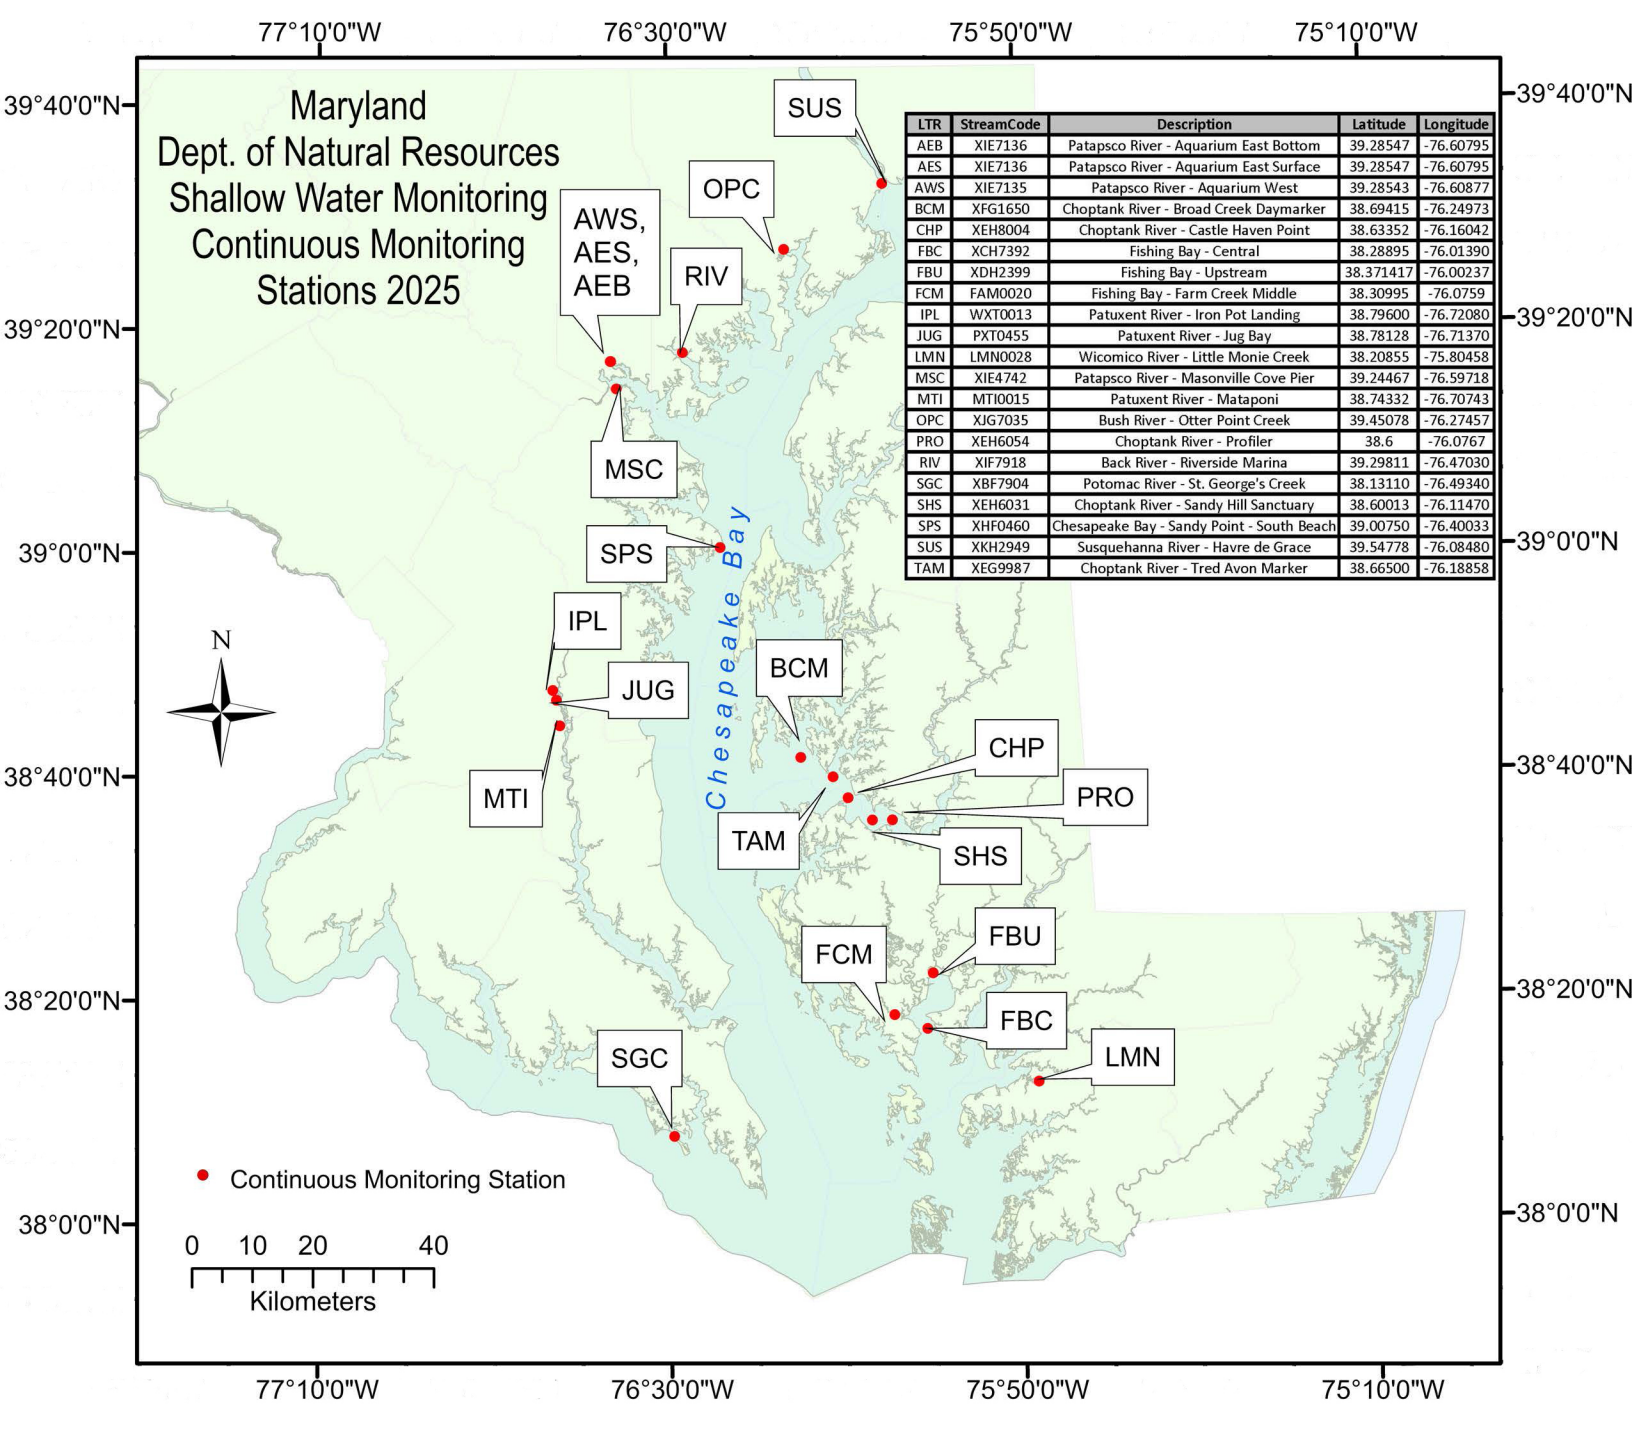 77°10'0"W 76°30'0"W 75°50'0"W 75°10'0"W
39°40'0"N 39°40'0"N
39°20'0"N 39°20'0"N
39°0'0"N 39°0'0"N
38°40'0"N 38°40'0"N
38°20'0"N 38°20'0"N
38°0'0"N 38°0'0"N
Maryland
Dept. of Natural Resources
Shallow Water Monitoring
Continuous Monitoring
Stations 2025
LTR StreamCode Description Latitude Longitude
AEB XIE7136 Patapsco River - Aquarium East Bottom 39.28547 -76.60795
AES XIE7136 Patapsco River - Aquarium East Surface 39.28547 -76.60795
AWS XIE7135 Patapsco River - Aquarium West 39.28543 -76.60877
BCM XFG1650 Choptank River - Broad Creek Daymarker 38.69415 -76.24973
CHP XEH8004 Choptank River - Castle Haven Point 38.63352 -76.16042
FBC XCH7392 Fishing Bay - Central 38.28895 -76.01390
FBU XDH2399 Fishing Bay - Upstream 38.371417 -76.00237
FCM FAM0020 Fishing Bay - Farm Creek Middle 38.30995 -76.0759
IPL WXT0013 Patuxent River - Iron Pot Landing 38.79600 -76.72080
JUG PXT0455 Patuxent River - Jug Bay 38.78128 -76.71370
LMN LMN0028 Wicomico River - Little Monie Creek 38.20855 -75.80458
MSC XIE4742 Patapsco River - Masonville Cove Pier 39.24467 -76.59718
MTI MTI0015 Patuxent River - Mataponi 38.74332 -76.70743
OPC XJG7035 Bush River - Otter Point Creek 39.45078 -76.27457
PRO XEH6054 Choptank River - Profiler 38.6 -76.0767
RIV XIF7918 Back River - Riverside Marina 39.29811 -76.47030
SGC XBF7904 Potomac River - St. George's Creek 38.13110 -76.49340
SHS XEH6031 Choptank River - Sandy Hill Sanctuary 38.60013 -76.11470
SPS XHF0460 Chesapeake Bay - Sandy Point - South Beach 39.00750 -76.40033
SUS XKH2949 Susquehanna River - Havre de Grace 39.54778 -76.08480
TAM XEG9987 Choptank River - Tred Avon Marker 38.66500 -76.18858
SUS
OPC
AWS,
AES,
AEB
RIV
MSC
SPS
Chesapeake Bay
IPL
JUG
BCM
N
CHP
MTI
PRO
TAM
SHS
FBU
FCM
FBC
SGC
LMN
Continuous Monitoring Station
0 10 20 40
Kilometers
77°10'0"W 76°30'0"W 75°50'0"W 75°10'0"W